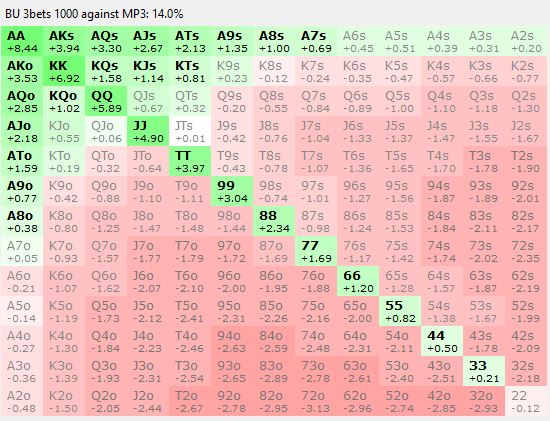 BU 3bets 1000 against MP3: 14.0%
AA AKs AQs AJs ATs A9s A8s A7s A6s A5s A4s A3s A2s
+8.44 +3.94 +3.30 +2.67 +2.13 +1.35 +1.00 +0.69 +0.45 +0.51 +0.39 +0.31 +0.20
AKo KK KQs KJs KTs K9s K8s K7s K6s K5s K4s K3s K2s
+3.53 +6.92 +1.58 +1.14 +0.81 +0.23 -0.12 -0.24 -0.35 -0.47 -0.57 -0.66 -0.77
AQo KQo QQ QJs QTs Q9s Q8s Q7s Q6s Q5s Q4s Q3s Q2s
+2.85 +1.02 +5.89 +0.67 +0.32 -0.20 -0.55 -0.84 -0.89 -1.00 -1.10 -1.18 -1.30
AJo KJo QJo JJ JTs J9s J8s J7s J6s J5s J4s J3s J2s
+2.18 +0.55 +0.06 +4.90 +0.01 -0.42 -0.76 -1.04 -1.33 -1.37 -1.47 -1.55 -1.67
ATo KTo QTo JTo TT T9s T8s T7s T6s T5s T4s T3s T2s
+1.59 +0.19 -0.32 -0.64 +3.97 -0.43 -0.78 -1.07 -1.36 -1.65 -1.70 -1.78 -1.90
A9o K9o Q9o J9o T9o 99 98s 97s 96s 95s 94s 93s 92s
+0.77 -0.42 -0.88 -1.10 -1.11 +3.04 -0.74 -1.01 -1.27 -1.56 -1.87 -1.89 -2.01
A8o K8o Q8o J8o T8o 98o 88 87s 86s 85s 84s 83s 82s
+0.38 -0.80 -1.25 -1.47 -1.48 -1.44 +2.34 -0.98 -1.24 -1.53 -1.84 -2.11 -2.17
A7o K7o Q7o J7o T7o 97o 87o 77 76s 75s 74s 73s 72s
+0.05 -0.93 -1.57 -1.77 -1.79 -1.72 -1.69 +1.69 -1.17 -1.42 -1.74 -2.02 -2.35
A6o K6o Q6o J6o T6o 96o 86o 76o 66 65s 64s 63s 62s
-0.21 -1.07 -1.62 -2.07 -2.10 -2.00 -1.95 -1.88 +1.20 -1.28 -1.57 -1.87 -2.19
A5o K5o Q5o J5o T5o 95o 85o 75o 65o 55 54s 53s 52s
-0.14 -1.19 -1.73 -2.12 -2.41 -2.31 -2.26 -2.16 -2.00 +0.82 -1.38 -1.67 -1.99
A4o K4o Q4o J4o T4o 94o 84o 74o 64o 54o 44 43s 42s
-0.27 -1.30 -1.84 -2.23 -2.46 -2.63 -2.59 -2.48 -2.31 -2.11 +0.50 -1.78 -2.09
A3o K3o Q3o J3o T3o 93o 83o 73o 63o 53o 43o 33 32s
-0.36 -1.39 -1.93 -2.31 -2.54 -2.65 -2.89 -2.78 -2.61 -2.40 -2.51 +0.21 -2.18
A2o K2o Q2o J2o T2o 92o 82o 72o 62o 52o 42o 32o 22
-0.48 -1.50 -2.05 -2.44 -2.67 -2.78 -2.95 -3.13 -2.96 -2.74 -2.85 -2.93 -0.12